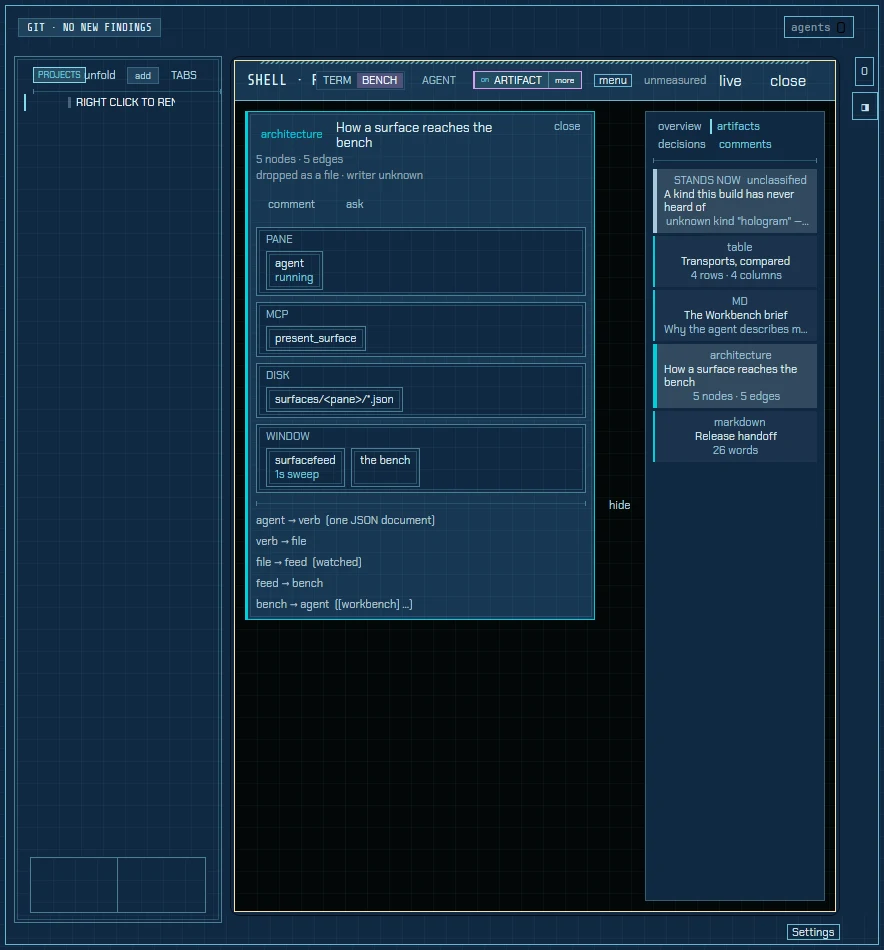 GIT · NO NEW FINDINGS
agents
PROJECTS unfold add TABS
RIGHT CLICK TO REN
SHELL · F TERM BENCH AGENT on ARTIFACT more menu unmeasured live close
architecture How a surface reaches the close
bench
5 nodes · 5 edges
dropped as a file · writer unknown
comment ask
PANE
agent
running
MCP
present_surface
DISK
surfaces/<pane>/*.json
WINDOW
surfacefeed the bench
1s sweep
agent → verb (one JSON document)
verb → file
file → feed (watched)
feed → bench
bench → agent ([workbench] ...)
hide
overview artifacts
decisions comments
STANDS NOW unclassified
A kind this build has never
heard of
unknown kind "hologram" —...
table
Transports, compared
4 rows · 4 columns
MD
The Workbench brief
Why the agent describes m...
architecture
How a surface reaches the
bench
5 nodes · 5 edges
markdown
Release handoff
26 words
Settings